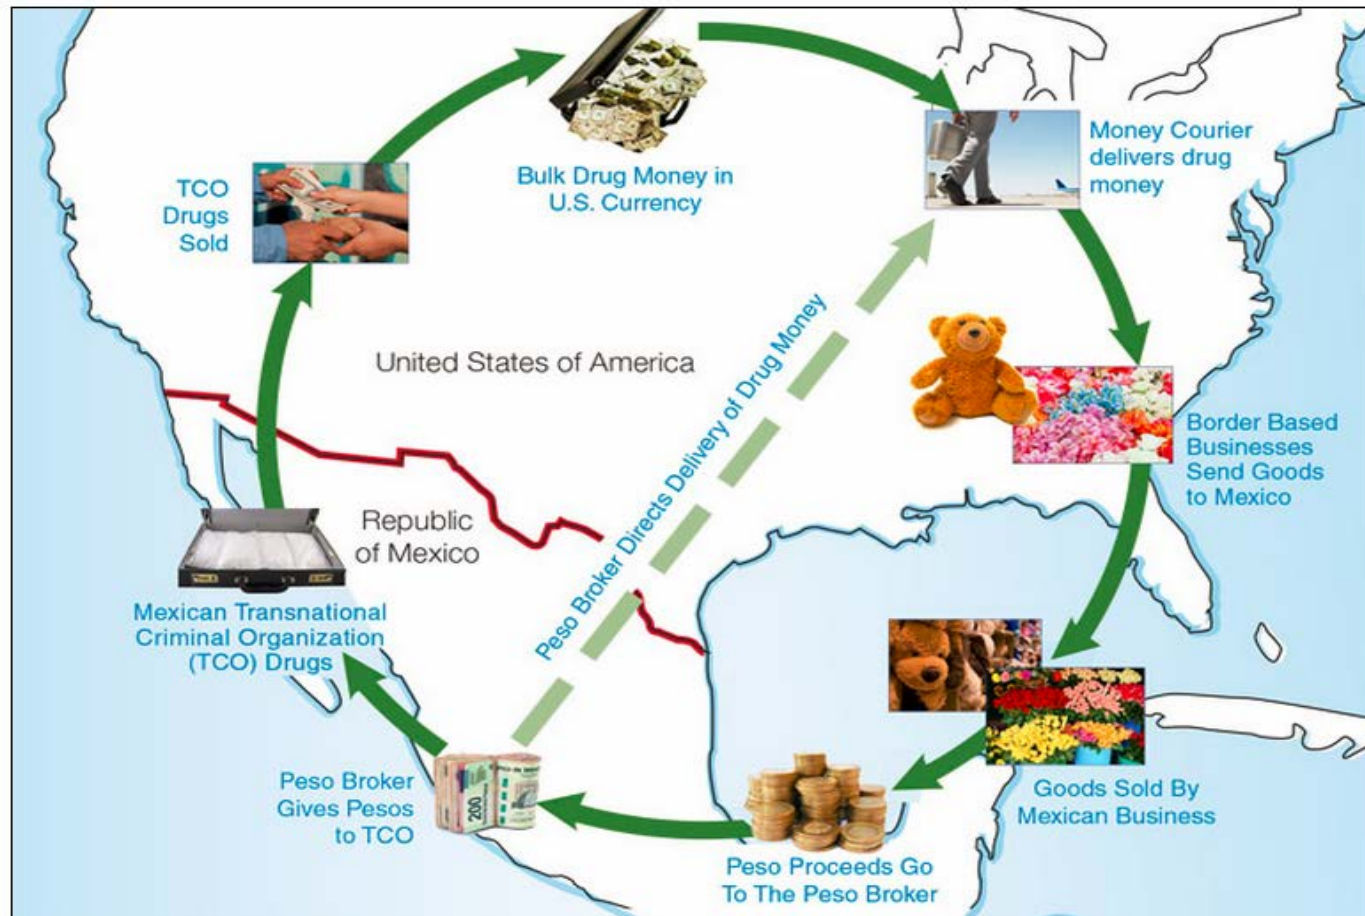 Bulk Drug Money in
U.S. Currency
Money Courier
delivers drug
money
TCO
Drugs
Sold
United States of America
Peso Broker Directs Delivery of Drug Money
Border Based
Businesses
Send Goods
to Mexico
Republic
of Mexico
Mexican Transnational
Criminal Organization
(TCO) Drugs
Peso Broker
Gives Pesos
to TCO
200
Goods Sold By
Mexican Business
Peso Proceeds Go
To The Peso Broker